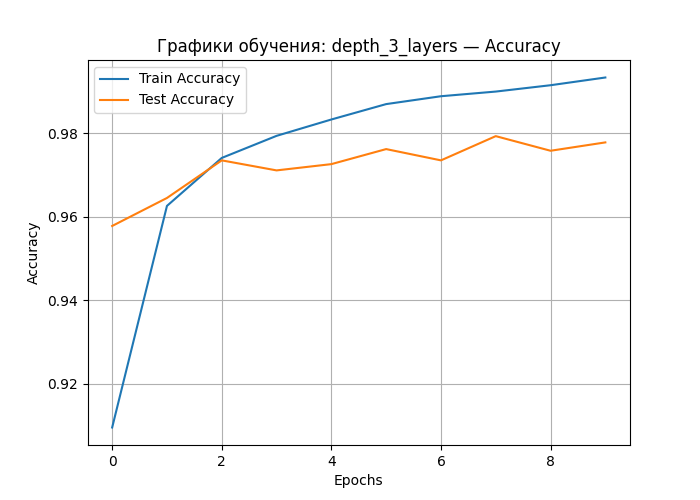 Графики обучения: depth_3_layers — Accuracy
Train Accuracy
Test Accuracy
0.98
0.96
0.94
0.92
Accuracy
0 2 4 6 8
Epochs